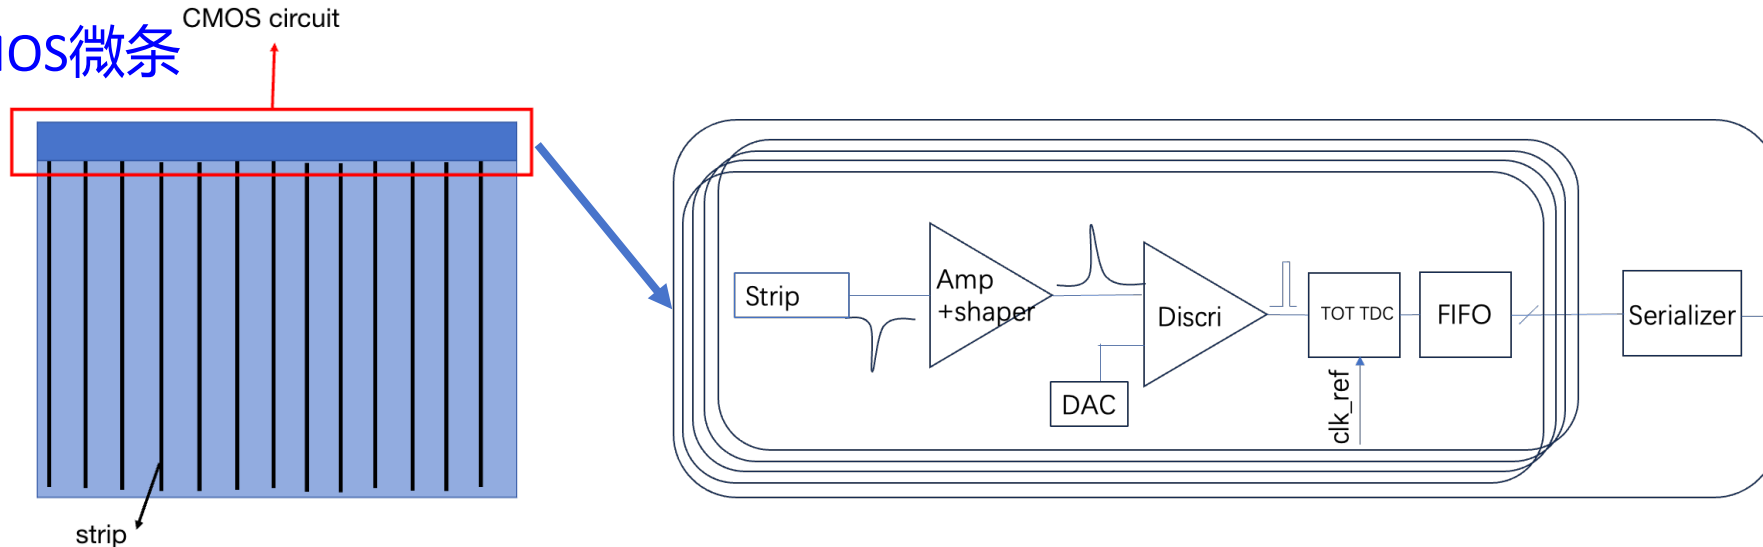 CMOS circuit
OS微条
strip
Strip
Amp
+shaper
Discri
DAC
TOT TDC
clk_ref
FIFO
Serializer